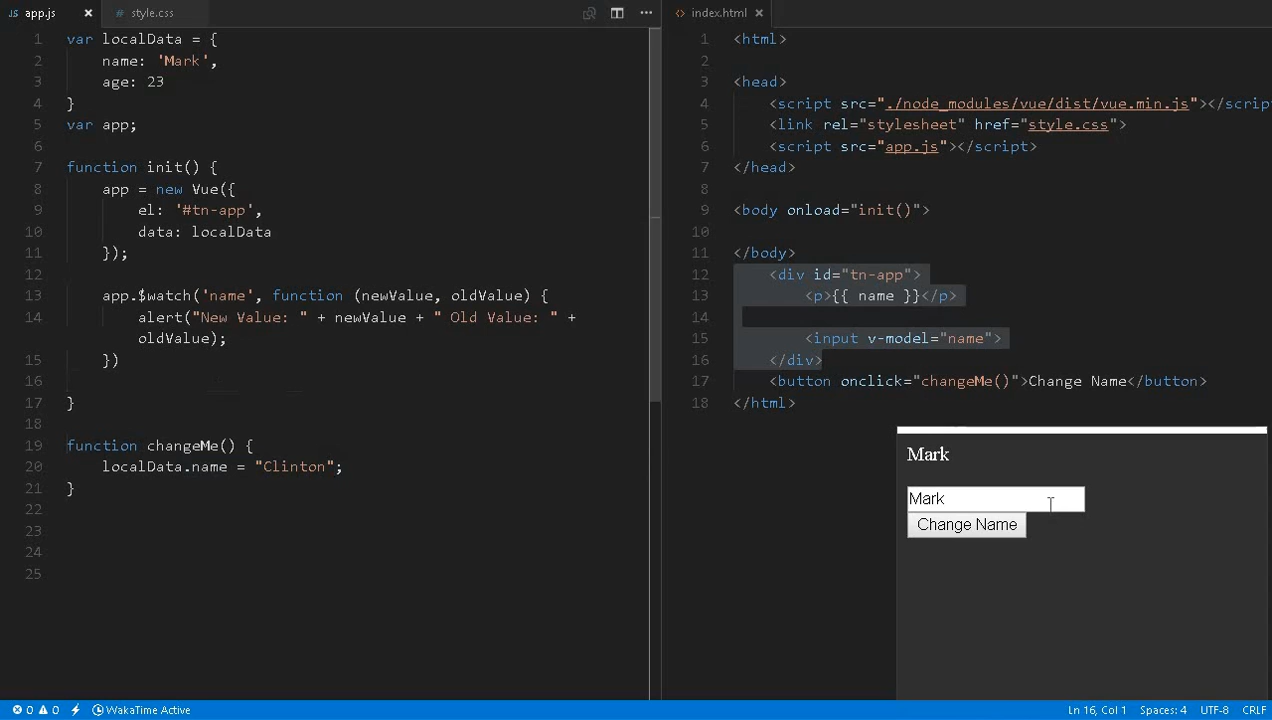 app.js
style.css
1 var localData = {
2 name: 'Mark',
3 age: 23
4 }
5 var app;
6
7 function init() {
8 app = new Vue({
9 el: '#tn-app',
10 data: localData
11 });
12
13 app.$watch('name', function (newValue, oldValue) {
14 alert("New Value: " + newValue + " Old Value: " +
oldValue);
15 })
16
17 }
18
19 function changeMe() {
20 localData.name = "Clinton";
21 }
22
23
24
25
index.html
1 <html>
2
3 <head>
4 <script src="./node_modules/vue/dist/vue.min.js"></scrip
5 <link rel="stylesheet" href="style.css">
6 <script src="app.js"></script>
7 </head>
8
9 <body onload="init()">
10
11 </body>
12 <div id="tn-app">
13 <p>{{ name }}</p>
14
15 <input v-model="name">
16 </div>
17 <button onclick="changeMe()">Change Name</button>
18 </html>
Mark
Mark
Change Name
0 0 WakaTime Active
Ln 16, Col 1 Spaces: 4 UTF-8 CRLF